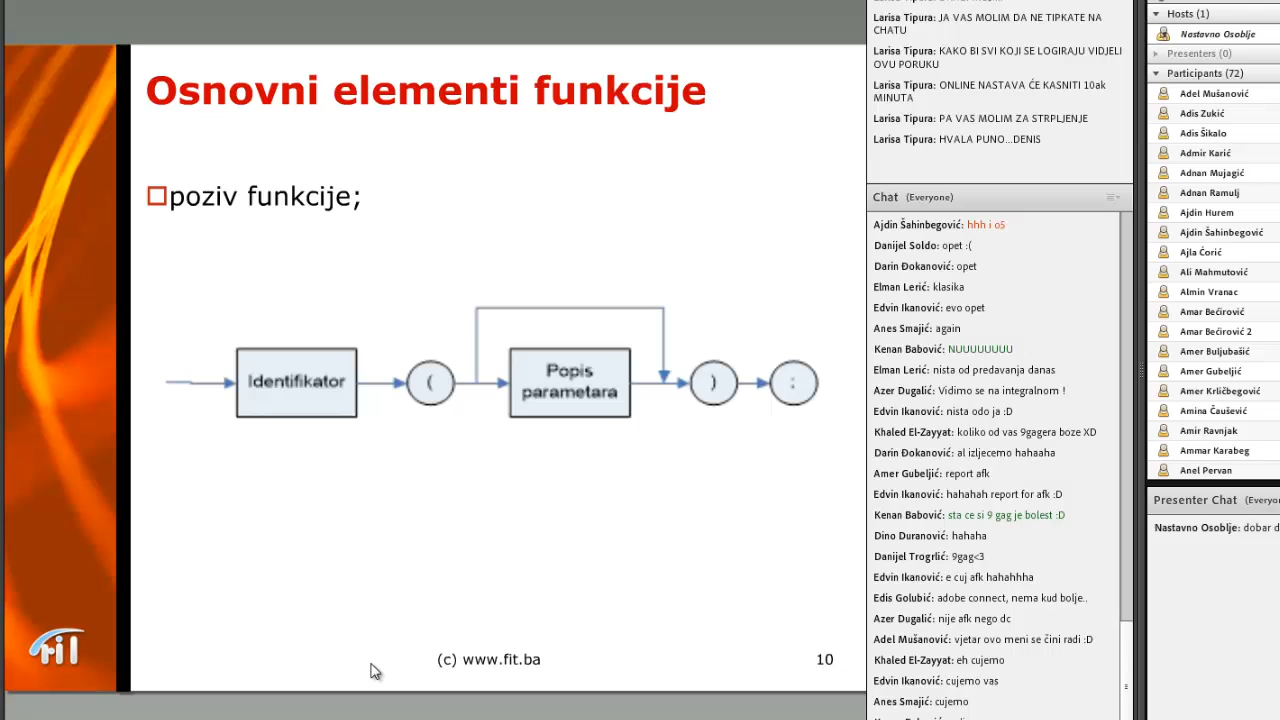 Osnovni elementi funkcije
poziv funkcije;
Identifikator
(
Popis
parametara
)
;
fil
(c) www.fit.ba
10
Larisa Tipura: JA VAS MOLIM DA NE TIPKATE NA
CHATU
Larisa Tipura: KAKO BI SVI KOJI SE LOGIRAJU VIDJELI
OVU PORUKU
Larisa Tipura: ONLINE NASTAVA ĆE KASNITI 10ak
MINUTA
Larisa Tipura: PA VAS MOLIM ZA STRPLJENJE
Larisa Tipura: HVALA PUNO...DENIS
Chat (Everyone)
Ajdin Šahinbegović: hhh i o5
Danijel Soldo: opet :(
Darin Đokanović: opet
Elman Lerić: klasika
Edvin Ikanović: evo opet
Anes Smajić: again
Kenan Babović: NUUUUUUUU
Elman Lerić: nista od predavanja danas
Azer Dugalić: Vidimo se na integralnom !
Edvin Ikanović: nista odo ja :D
Khaled El-Zayyat: koliko od vas 9gagera boze XD
Darin Đokanović: al izljecemo hahaaha
Amer Gubeljić: report afk
Edvin Ikanović: hahahah report for afk :D
Kenan Babović: sta ce si 9 gag je bolest :D
Dino Duranović: hahaha
Danijel Trogrlić: 9gag<3
Edvin Ikanović: e cuj afk hahahhha
Edis Golubić: adobe connect, nema kud bolje..
Azer Dugalić: nije afk nego dc
Adel Mušanović: vjetar ovo meni se čini radi :D
Khaled El-Zayyat: eh cujemo
Edvin Ikanović: cujemo vas
Anes Smajić: cujemo
Hosts (1)
Nastavno Osoblje
Presenters (0)
Participants (72)
Adel Mušanović
Adis Zukić
Adis Šikalo
Admir Karić
Adnan Mujagić
Adnan Ramulj
Ajdin Hurem
Ajdin Šahinbegović
Ajla Ćorić
Ali Mahmutović
Almin Vranac
Amar Bećirović
Amar Bećirović 2
Amer Buljubašić
Amer Gubeljić
Amer Krličbegović
Amina Čaušević
Amir Ravnjak
Ammar Karabeg
Anel Pervan
Presenter Chat (Everyon
Nastavno Osoblje: dobar d